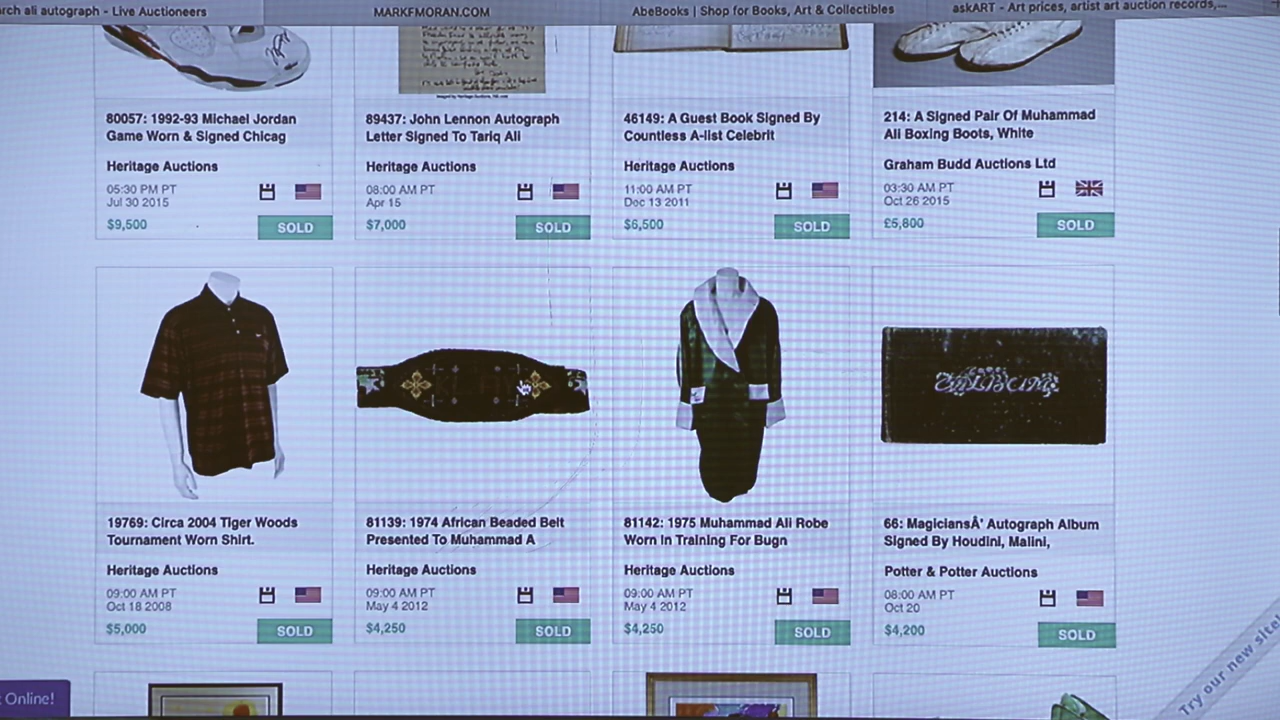 rch ali autograph - Live Auctioneers
MARKFMORAN.COM
AbeBooks | Shop for Books, Art & Collectibles
askART - Art prices, artist art auction records,...
80057: 1992-93 Michael Jordan
Game Worn & Signed Chicag
Heritage Auctions
05:30 PM PT
Jul 30 2015
$9,500
SOLD
89437: John Lennon Autograph
Letter Signed To Tariq Ali
Heritage Auctions
08:00 AM PT
Apr 15
$7,000
SOLD
46149: A Guest Book Signed By
Countless A-list Celebrit
Heritage Auctions
11:00 AM PT
Dec 13 2011
$6,500
SOLD
214: A Signed Pair Of Muhammad
Ali Boxing Boots, White
Graham Budd Auctions Ltd
03:30 AM PT
Oct 26 2015
£5,800
SOLD
19769: Circa 2004 Tiger Woods
Tournament Worn Shirt.
Heritage Auctions
09:00 AM PT
Oct 18 2008
$5,000
SOLD
81139: 1974 African Beaded Belt
Presented To Muhammad A
Heritage Auctions
09:00 AM PT
May 4 2012
$4,250
SOLD
81142: 1975 Muhammad Ali Robe
Worn In Training For Bugn
Heritage Auctions
09:00 AM PT
May 4 2012
$4,250
SOLD
66: MagiciansÂ' Autograph Album
Signed By Houdini, Malini,
Potter & Potter Auctions
08:00 AM PT
Oct 20
$4,200
SOLD
Online!
Try our new site!